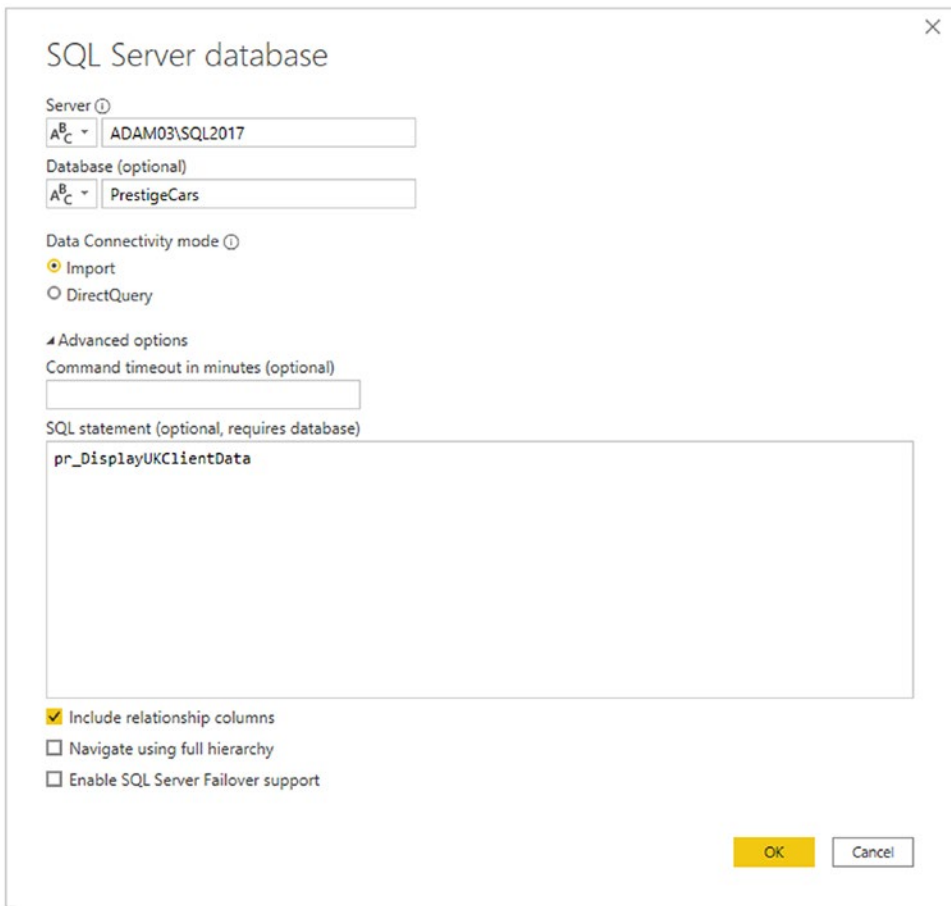 SQL Server database
Server
ABC ADAM03\SQL2017
Database (optional)
ABC PrestigeCars
Data Connectivity mode
Import
DirectQuery
Advanced options
Command timeout in minutes (optional)
SQL statement (optional, requires database)
pr_DisplayUKClientData
Include relationship columns
Navigate using full hierarchy
Enable SQL Server Failover support
OK Cancel